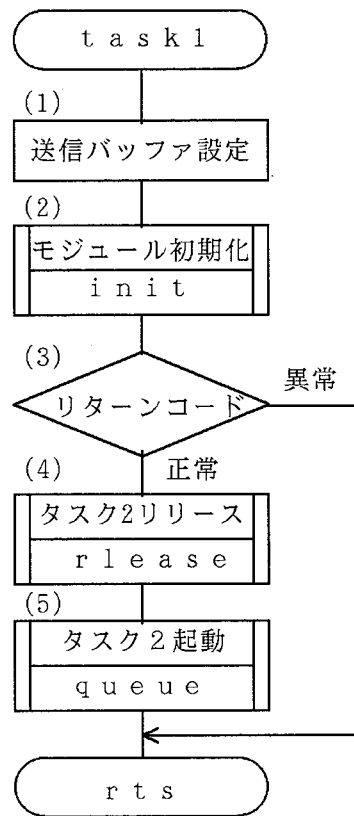 task1
(1)
送信バッファ設定
(2)
モジュール初期化
init
(3)
リターンコード
異常
正常
(4)
タスク2リリース
rlease
(5)
タスク２起動
queue
rts